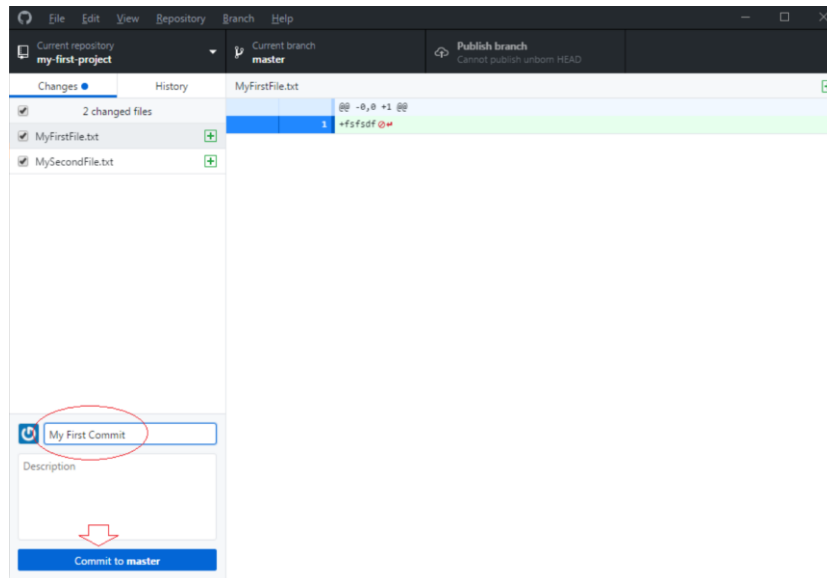 File Edit View Repository Branch Help
Current repository
my-first-project
Current branch
master
Publish branch
Cannot publish unborn HEAD
Changes History
2 changed files
MyFirstFile.txt
MySecondFile.txt
MyFirstFile.txt
@@ -0,0 +1 @@
1 +fsfsdf
My First Commit
Description
Commit to master